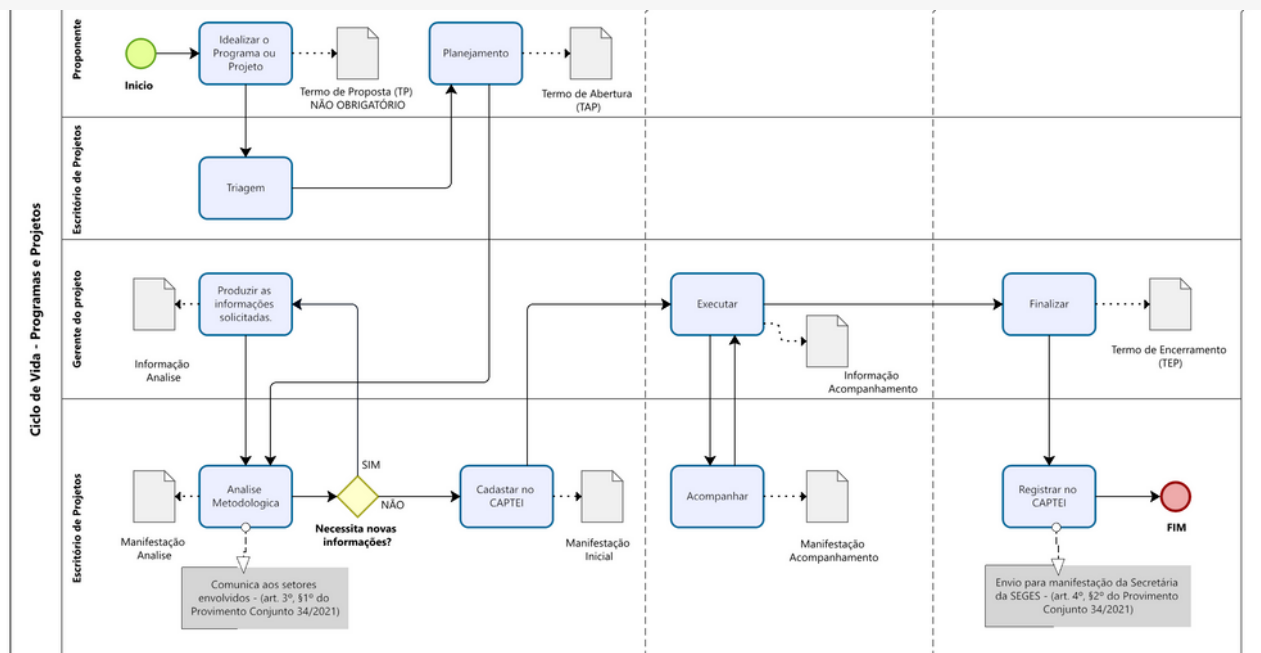 Ciclo de Vida - Programas e Projetos
Proponente
Inicio
Idealizar o
Programa ou
Projeto
Termo de Proposta (TP)
NÃO OBRIGATÓRIO
Planejamento
Termo de Abertura
(TAP)
Escritório de Projetos
Triagem
Gerente do projeto
Informação
Analise
Produzir as
informações
solicitadas.
Executar
Informação
Acompanhamento
Finalizar
Termo de Encerramento
(TEP)
Escritório de Projetos
Manifestação
Analise
Analise
Metodologica
SIM
NÃO
Necessita novas
informações?
Cadastar no
CAPTEI
Manifestação
Inicial
Acompanhar
Manifestação
Acompanhamento
Registrar no
CAPTEI
FIM
Comunica aos setores
envolvidos - (art. 3º, §1º do
Provimento Conjunto 34/2021)
Envio para manifestação da Secretária
da SEGES - (art. 4º, §2º do Provimento
Conjunto 34/2021)